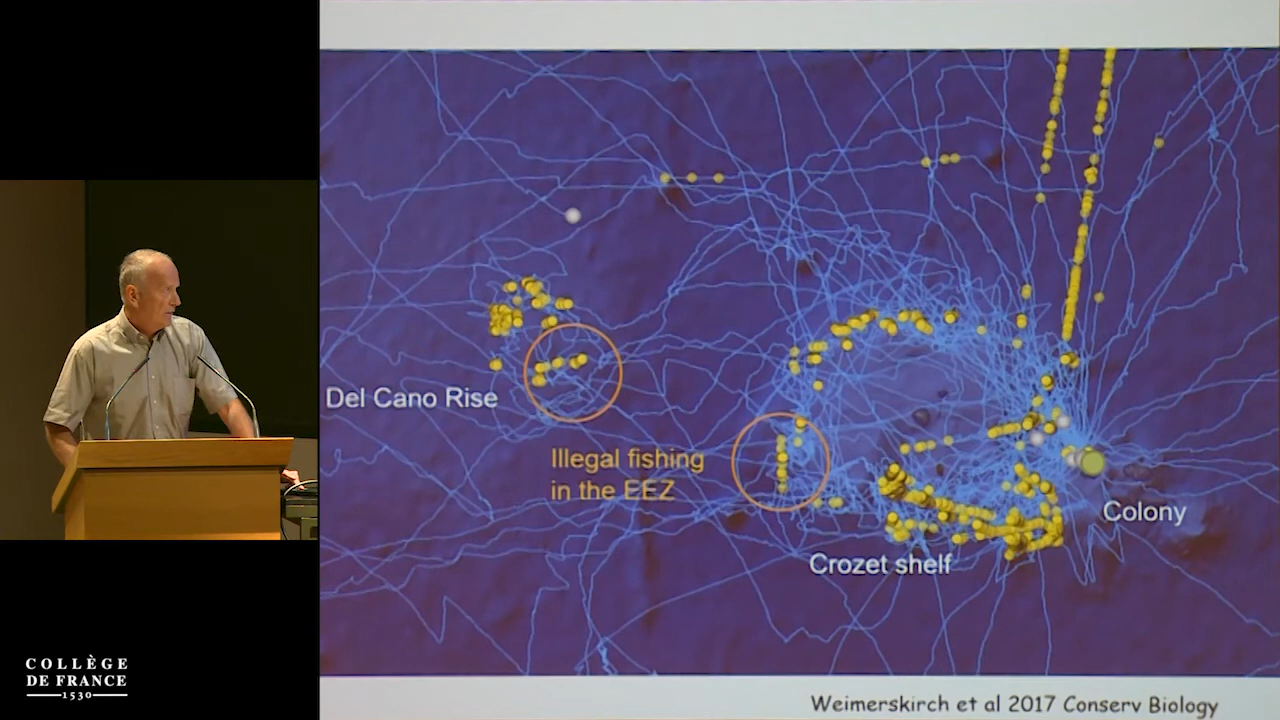 Del Cano Rise
Illegal fishing
in the EEZ
Colony
Crozet shelf
COLLÈGE
DE FRANCE
1530
Weimerskirch et al 2017 Conserv Biology